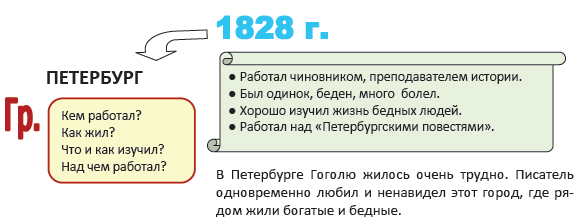 1828 г.
ПЕТЕРБУРГ
Гр.
Кем работал?
Как жил?
Что и как изучил?
Над чем работал?
● Работал чиновником, преподавателем истории.
● Был одинок, беден, много болел.
● Хорошо изучил жизнь бедных людей.
● Работал над «Петербургскими повестями».
В Петербурге Гоголю жилось очень трудно. Писатель
одновременно любил и ненавидел этот город, где ря-
дом жили богатые и бедные.